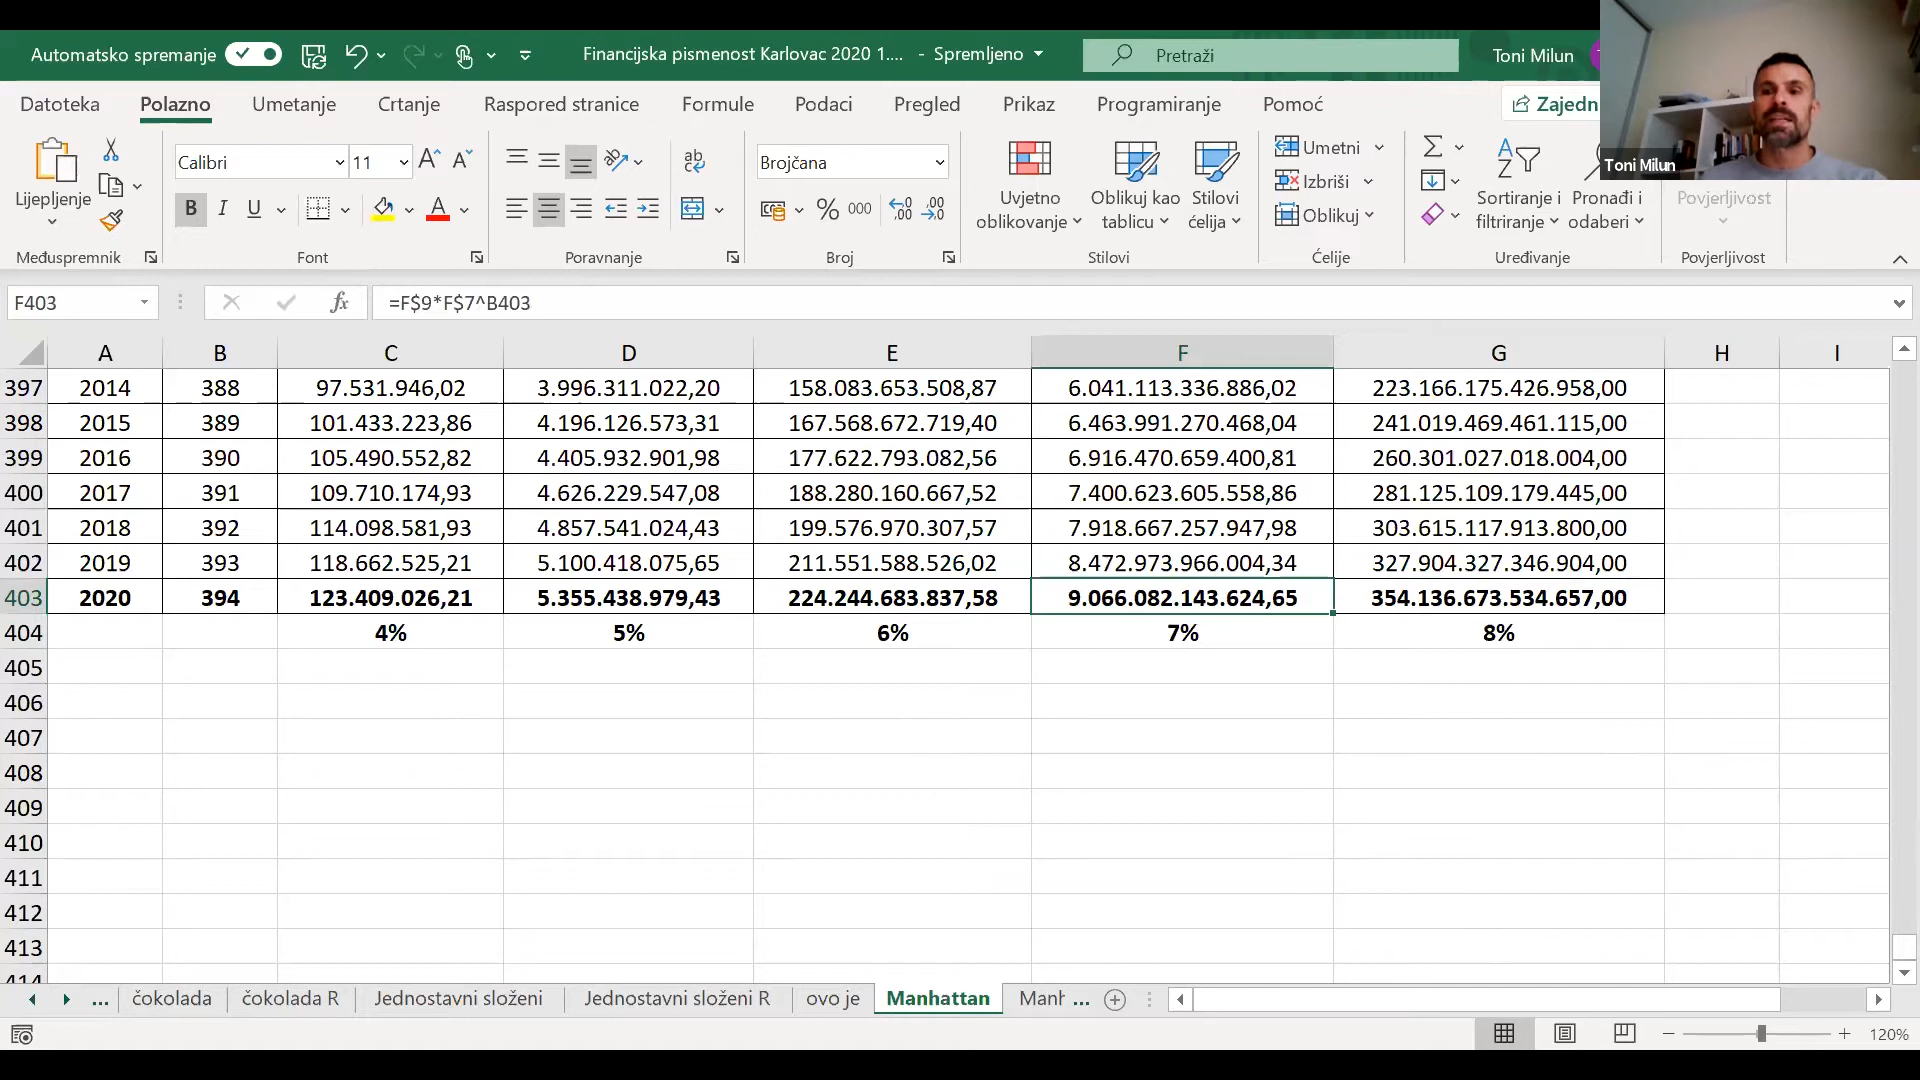 Automatsko spremanje
Financijska pismenost Karlovac 2020 1.... - Spremljeno
Pretraži
Toni Milun
Datoteka Polazno Umetanje Crtanje Raspored stranice Formule Podaci Pregled Prikaz Programiranje Pomoć
Zajedn
Toni Milun
Lijepljenje
Međuspremnik
Calibri 11
B I U
Font
ab
Poravnanje
Brojčana
% 000
Broj
Uvjetno oblikovanje
Oblikuj kao tablicu
Stilovi ćelija
Stilovi
Umetni
Izbriši
Oblikuj
Ćelije
Sortiranje i filtriranje
Pronađi i odaberi
Uređivanje
Povjerljivost
Povjerljivost
F403 fx =F$9*F$7^B403
A B C D E F G H I
397 2014 388 97.531.946,02 3.996.311.022,20 158.083.653.508,87 6.041.113.336.886,02 223.166.175.426.958,00
398 2015 389 101.433.223,86 4.196.126.573,31 167.568.672.719,40 6.463.991.270.468,04 241.019.469.461.115,00
399 2016 390 105.490.552,82 4.405.932.901,98 177.622.793.082,56 6.916.470.659.400,81 260.301.027.018.004,00
400 2017 391 109.710.174,93 4.626.229.547,08 188.280.160.667,52 7.400.623.605.558,86 281.125.109.179.445,00
401 2018 392 114.098.581,93 4.857.541.024,43 199.576.970.307,57 7.918.667.257.947,98 303.615.117.913.800,00
402 2019 393 118.662.525,21 5.100.418.075,65 211.551.588.526,02 8.472.973.966.004,34 327.904.327.346.904,00
403 2020 394 123.409.026,21 5.355.438.979,43 224.244.683.837,58 9.066.082.143.624,65 354.136.673.534.657,00
404 4% 5% 6% 7% 8%
405
406
407
408
409
410
411
412
413
414
... čokolada čokolada R Jednostavni složeni Jednostavni složeni R ovo je Manhattan Manh ...
120%